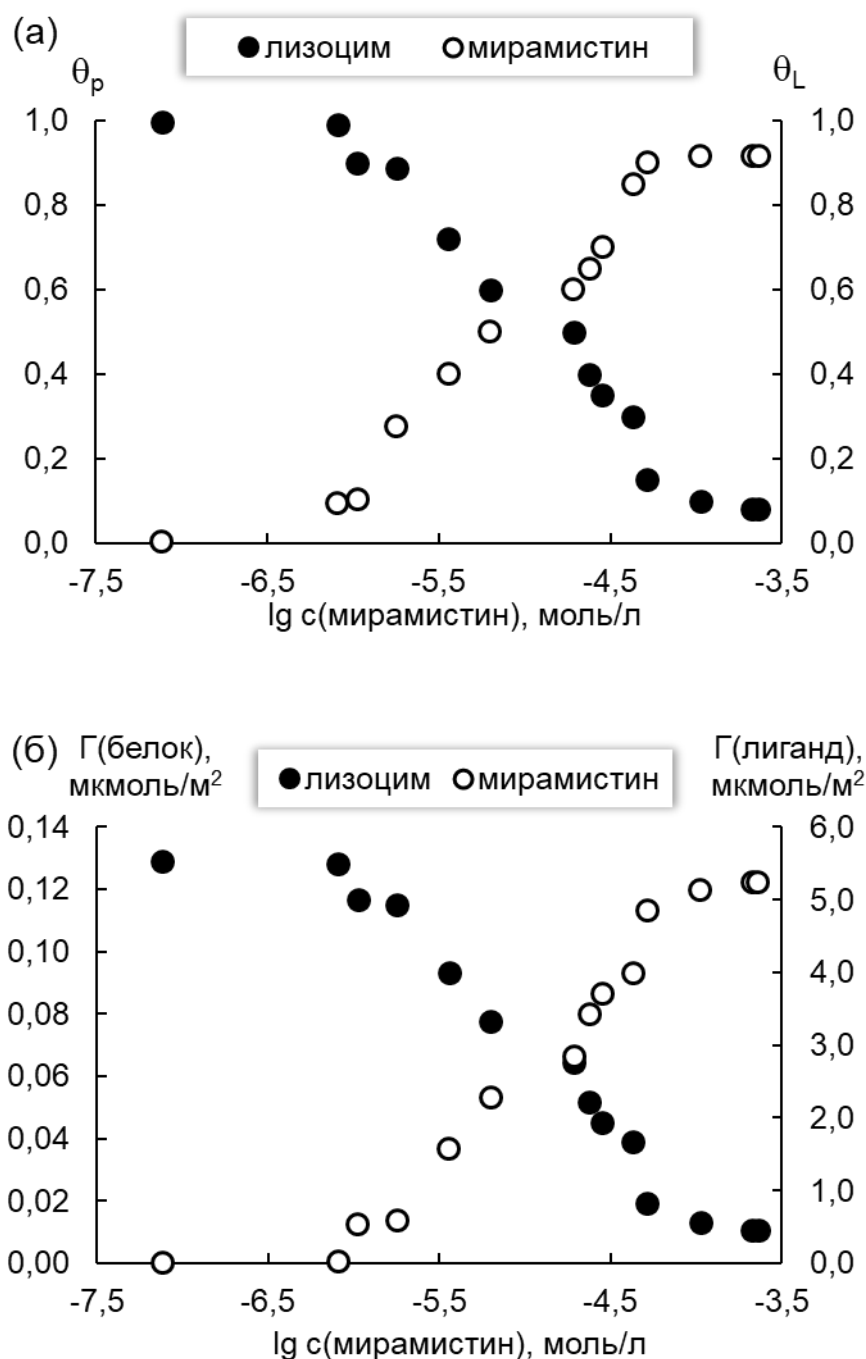 (а)
лизоцим мирамистин
θp θL
1,0 1,0
0,8 0,8
0,6 0,6
0,4 0,4
0,2 0,2
0,0 0,0
-7,5 -6,5 -5,5 -4,5 -3,5
lg c(мирамистин), моль/л
(б) Г(белок), Г(лиганд),
мкмоль/м² мкмоль/м²
лизоцим мирамистин
0,14 6,0
0,12 5,0
0,10 4,0
0,08
0,06 3,0
0,04 2,0
0,02 1,0
0,00 0,0
-7,5 -6,5 -5,5 -4,5 -3,5
lg c(мирамистин), моль/л